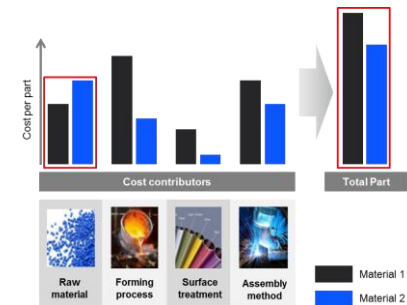 Cost per part
Cost contributors
Total Part
Raw
material
Forming
process
Surface
treatment
Assembly
method
Material 1
Material 2